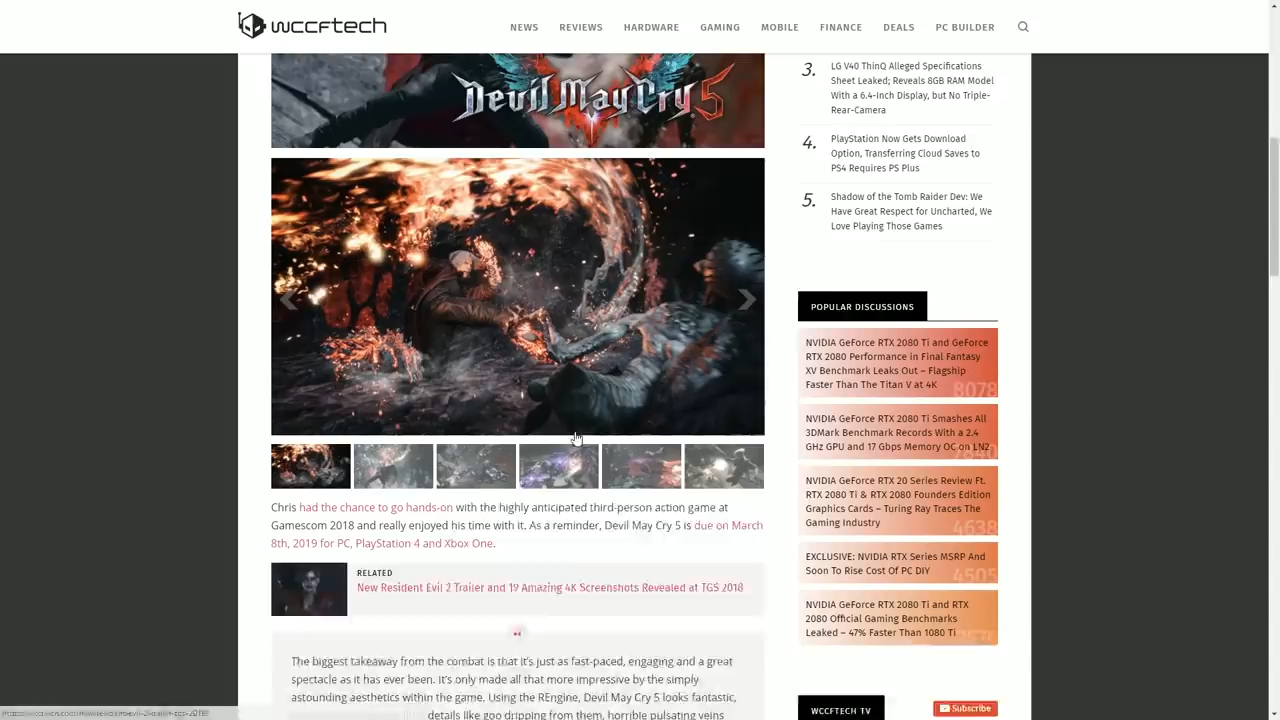 wccftech
NEWS REVIEWS HARDWARE GAMING MOBILE FINANCE DEALS PC BUILDER
Devil May Cry 5
Chris had the chance to go hands-on with the highly anticipated third-person action game at
Gamescom 2018 and really enjoyed his time with it. As a reminder, Devil May Cry 5 is due on March
8th, 2019 for PC, PlayStation 4 and Xbox One.
RELATED
New Resident Evil 2 Trailer and 19 Amazing 4K Screenshots Revealed at TGS 2018
The biggest takeaway from the combat is that it's just as fast-paced, engaging and a great
spectacle as it has ever been. It's only made all that more impressive by the simply
astounding aesthetics within the game. Using the REngine, Devil May Cry 5 looks fantastic,
details like goo dripping from them, horrible pulsating veins
3.
LG V40 ThinQ Alleged Specifications
Sheet Leaked; Reveals 8GB RAM Model
With a 6.4-Inch Display, but No Triple-
Rear-Camera
4.
PlayStation Now Gets Download
Option, Transferring Cloud Saves to
PS4 Requires PS Plus
5.
Shadow of the Tomb Raider Dev: We
Have Great Respect for Uncharted, We
Love Playing Those Games
POPULAR DISCUSSIONS
NVIDIA GeForce RTX 2080 Ti and GeForce
RTX 2080 Performance in Final Fantasy
XV Benchmark Leaks Out – Flagship
Faster Than The Titan V at 4K
8078
NVIDIA GeForce RTX 2080 Ti Smashes All
3DMark Benchmark Records With a 2.4
GHz GPU and 17 Gbps Memory OC on LN2
NVIDIA GeForce RTX 20 Series Review Ft.
RTX 2080 Ti & RTX 2080 Founders Edition
Graphics Cards – Turing Ray Traces The
Gaming Industry
4638
EXCLUSIVE: NVIDIA RTX Series MSRP And
Soon To Rise Cost Of PC DIY
4505
NVIDIA GeForce RTX 2080 Ti and RTX
2080 Official Gaming Benchmarks
Leaked – 47% Faster Than 1080 Ti
WCCFTECH TV
Subscribe